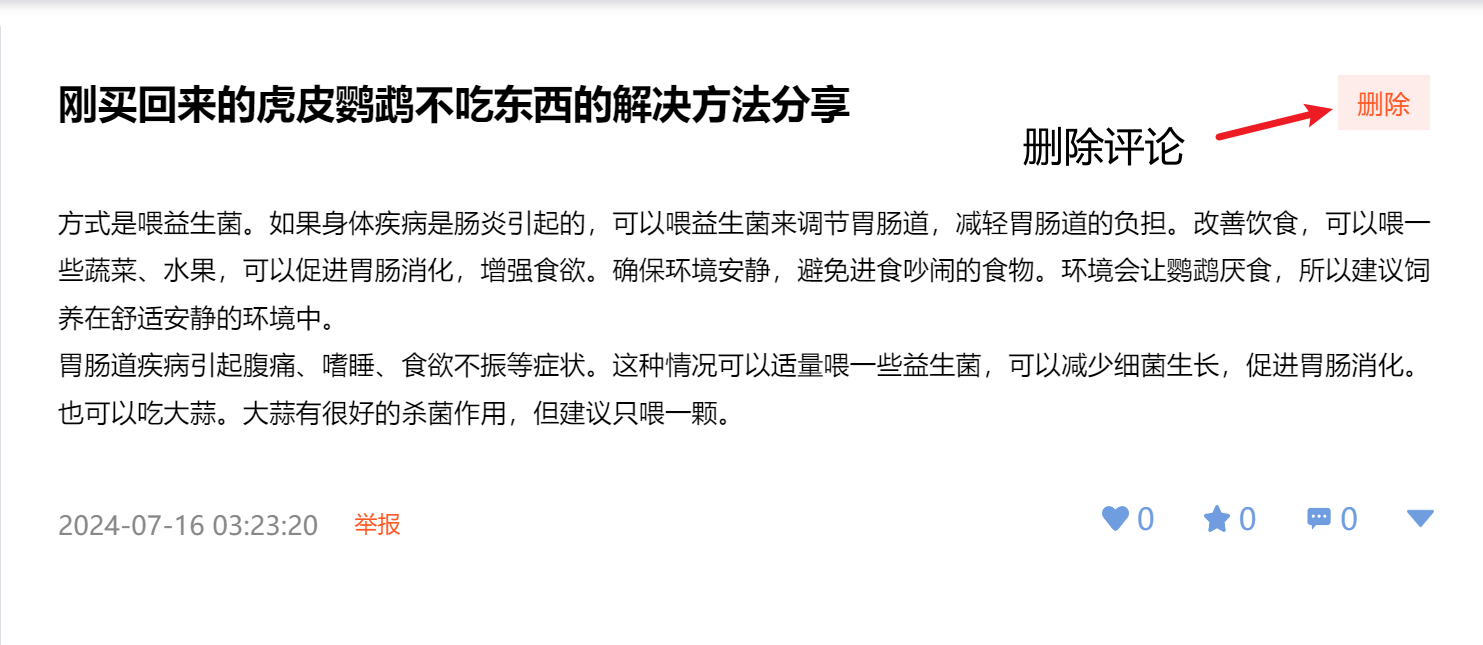 刚买回来的虎皮鹦鹉不吃东西的解决方法分享
删除
删除评论
方式是喂益生菌。如果身体疾病是肠炎引起的，可以喂益生菌来调节胃肠道，减轻胃肠道的负担。改善饮食，可以喂一
些蔬菜、水果，可以促进胃肠消化，增强食欲。确保环境安静，避免进食吵闹的食物。环境会让鹦鹉厌食，所以建议饲
养在舒适安静的环境中。
胃肠道疾病引起腹痛、嗜睡、食欲不振等症状。这种情况可以适量喂一些益生菌，可以减少细菌生长，促进胃肠消化。
也可以吃大蒜。大蒜有很好的杀菌作用，但建议只喂一颗。
2024-07-16 03:23:20 举报 0 0 0